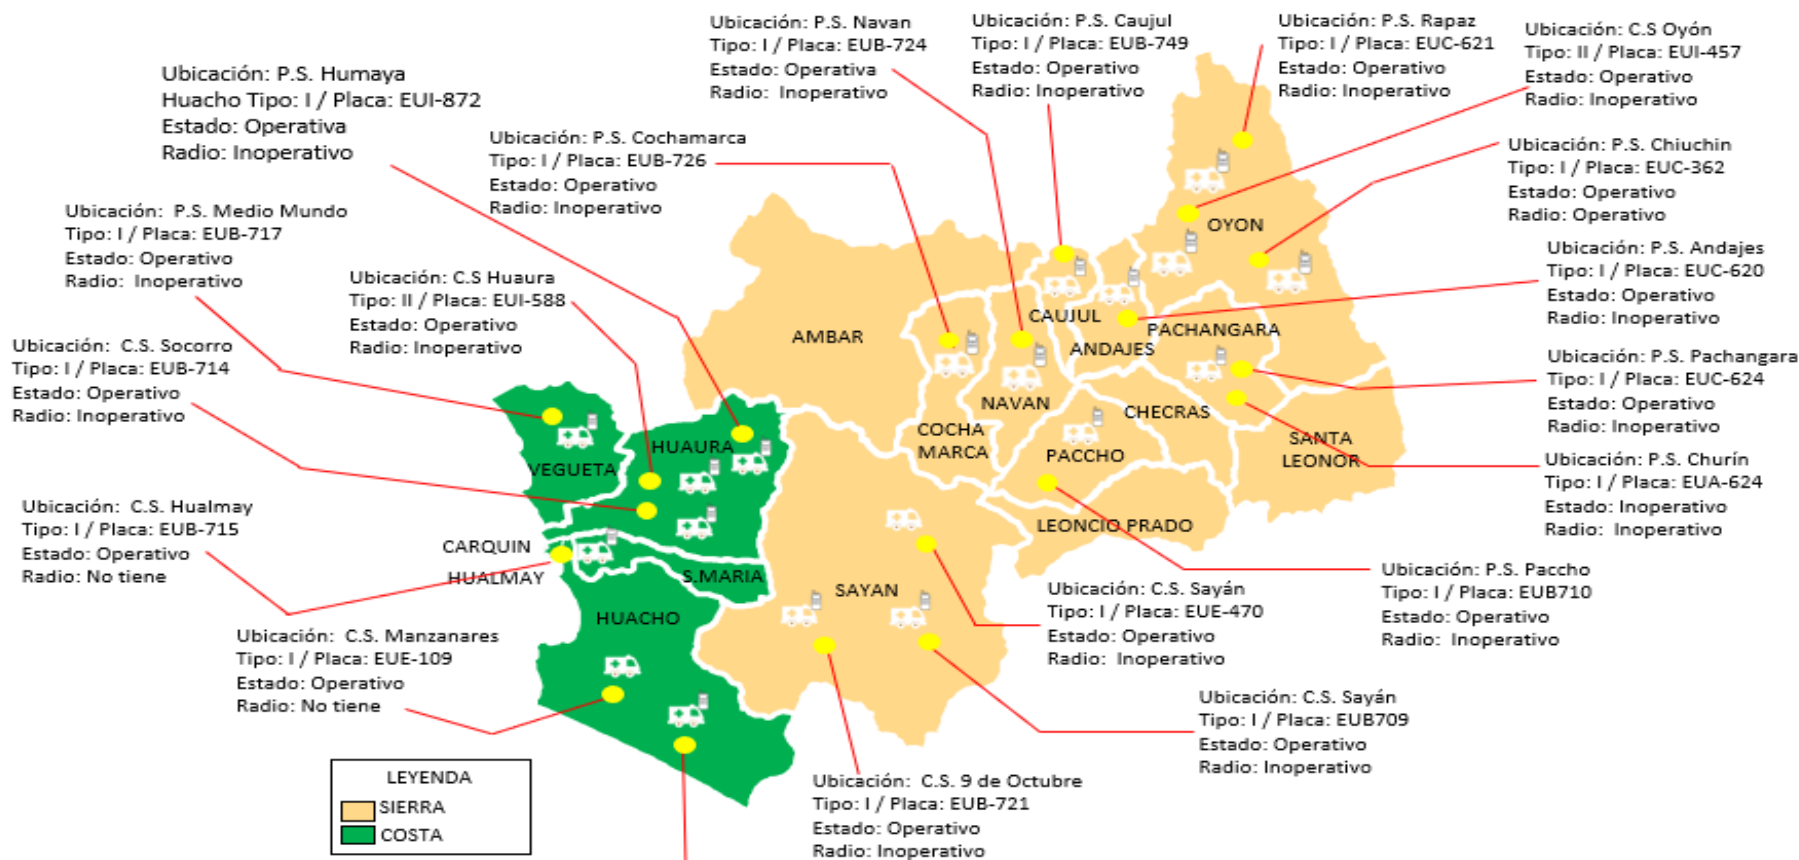 Ubicación: P.S. Humaya
Huacho Tipo: I / Placa: EUI-872
Estado: Operativa
Radio: Inoperativo
Ubicación: P.S. Navan
Tipo: I / Placa: EUB-724
Estado: Operativa
Radio: Inoperativo
Ubicación: P.S. Caujul
Tipo: I / Placa: EUB-749
Estado: Operativo
Radio: Inoperativo
Ubicación: P.S. Rapaz
Tipo: I / Placa: EUC-621
Estado: Operativo
Radio: Inoperativo
Ubicación: C.S Oyón
Tipo: II / Placa: EUI-457
Estado: Operativo
Radio: Inoperativo
Ubicación: P.S. Cochamarca
Tipo: I / Placa: EUB-726
Estado: Operativo
Radio: Inoperativo
Ubicación: P.S. Chiuchin
Tipo: I / Placa: EUC-362
Estado: Operativo
Radio: Operativo
Ubicación: P.S. Medio Mundo
Tipo: I / Placa: EUB-717
Estado: Operativo
Radio: Inoperativo
Ubicación: C.S Huaura
Tipo: II / Placa: EUI-588
Estado: Operativo
Radio: Inoperativo
Ubicación: P.S. Andajes
Tipo: I / Placa: EUC-620
Estado: Operativo
Radio: Inoperativo
Ubicación: C.S. Socorro
Tipo: I / Placa: EUB-714
Estado: Operativo
Radio: Inoperativo
Ubicación: P.S. Pachangara
Tipo: I / Placa: EUC-624
Estado: Operativo
Radio: Inoperativo
OYON
AMBAR
CAUJUL
PACHANGARA
ANDAJES
NAVAN
CHECRAS
COCHA
MARCA
PACCHO
SANTA
LEONOR
HUAURA
VEGUETA
LEONCIO PRADO
CARQUIN
HUALMAY
S.MARIA
SAYAN
HUACHO
Ubicación: P.S. Churín
Tipo: I / Placa: EUA-624
Estado: Inoperativo
Radio: Inoperativo
Ubicación: C.S. Hualmay
Tipo: I / Placa: EUB-715
Estado: Operativo
Radio: No tiene
Ubicación: P.S. Paccho
Tipo: I / Placa: EUB710
Estado: Operativo
Radio: Inoperativo
Ubicación: C.S. Sayán
Tipo: I / Placa: EUE-470
Estado: Operativo
Radio: Inoperativo
Ubicación: C.S. Manzanares
Tipo: I / Placa: EUE-109
Estado: Operativo
Radio: No tiene
Ubicación: C.S. Sayán
Tipo: I / Placa: EUB709
Estado: Operativo
Radio: Inoperativo
Ubicación: C.S. 9 de Octubre
Tipo: I / Placa: EUB-721
Estado: Operativo
Radio: Inoperativo
LEYENDA
SIERRA
COSTA